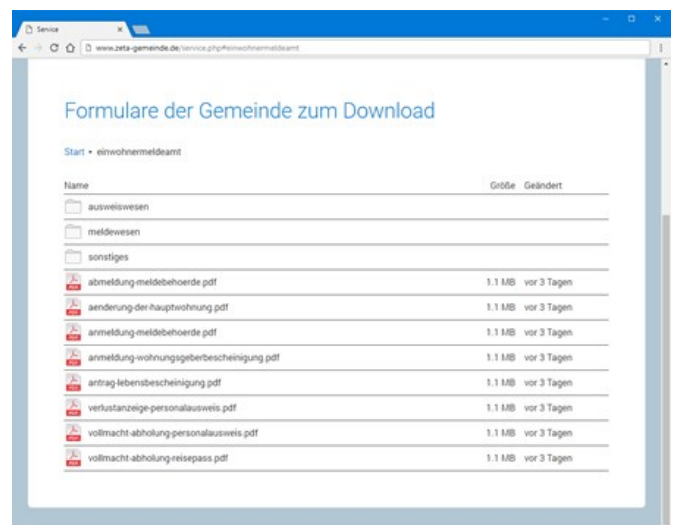 Service
www.zeta-gemeinde.de/service.php#einwohnermeldeamt
Formulare der Gemeinde zum Download
Start • einwohnermeldeamt
Name Größe Geändert
ausweiswesen
meldewesen
sonstiges
abmeldung-meldebehoerde.pdf 1.1 MB vor 3 Tagen
aenderung-der-hauptwohnung.pdf 1.1 MB vor 3 Tagen
anmeldung-meldebehoerde.pdf 1.1 MB vor 3 Tagen
anmeldung-wohnungsgeberbescheinigung.pdf 1.1 MB vor 3 Tagen
antrag-lebensbescheinigung.pdf 1.1 MB vor 3 Tagen
verlustanzeige-personalausweis.pdf 1.1 MB vor 3 Tagen
vollmacht-abholung-personalausweis.pdf 1.1 MB vor 3 Tagen
vollmacht-abholung-reisepass.pdf 1.1 MB vor 3 Tagen